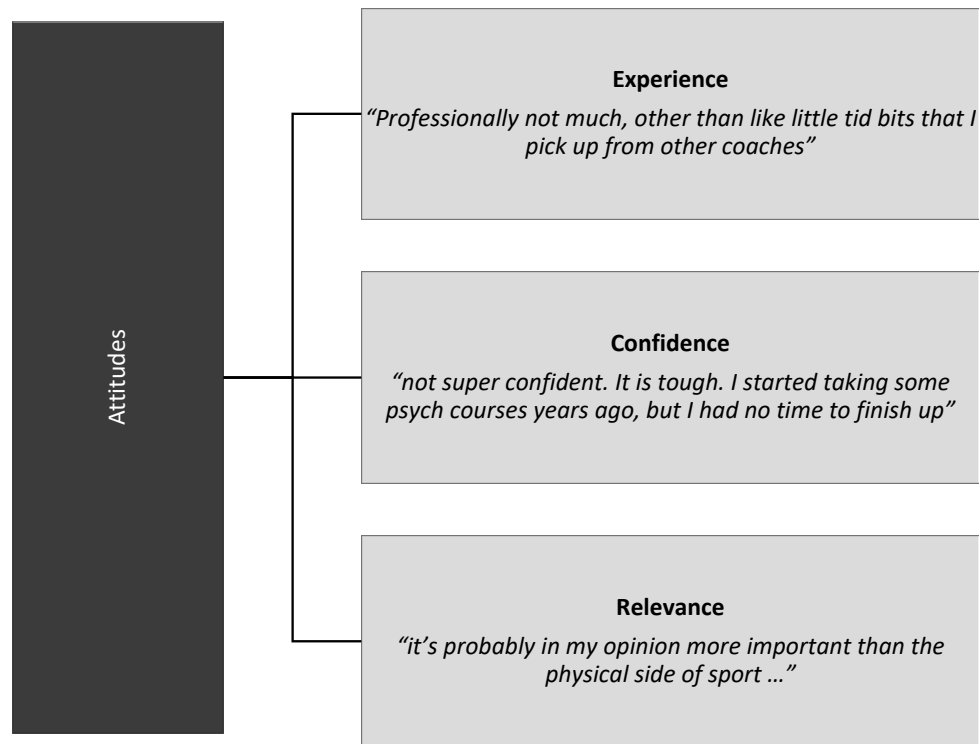 Attitudes
Experience
“Professionally not much, other than like little tid bits that I
pick up from other coaches”
Confidence
“not super confident. It is tough. I started taking some
psych courses years ago, but I had no time to finish up”
Relevance
“it’s probably in my opinion more important than the
physical side of sport …”